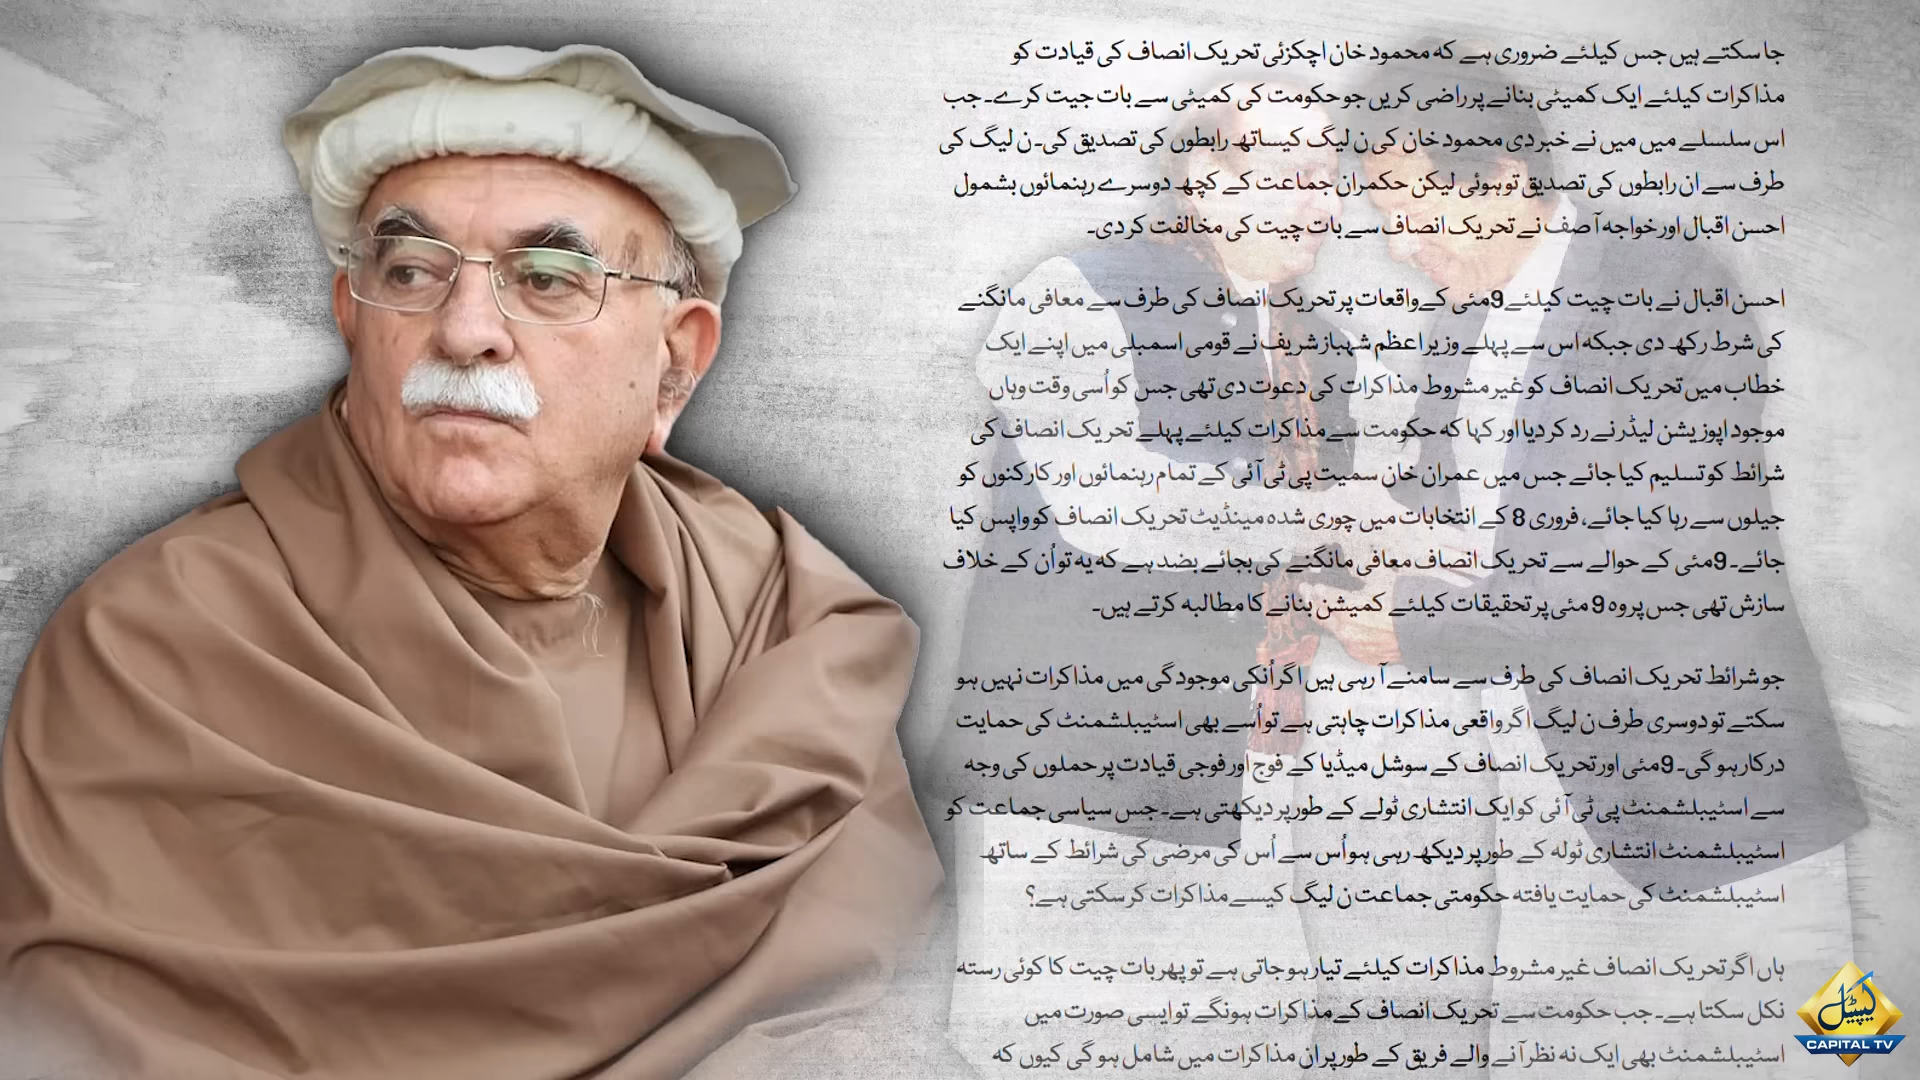 جا سکتے ہیں جس کیلئے ضروری ہے کہ محمود خان اچکزئی تحریک انصاف کی قیادت کو
مذاکرات کیلئے ایک کمیٹی بنانے پر راضی کریں جو حکومت کی کمیٹی سے بات جیت کرے۔ جب
اس سلسلے میں میں نے خبر دی محمود خان کی ن لیگ کیساتھ رابطوں کی تصدیق کی۔ ن لیگ کی
طرف سے ان رابطوں کی تصدیق تو ہوئی لیکن حکمران جماعت کے کچھ دوسرے رہنمائوں بشمول
احسن اقبال اور خواجہ آصف نے تحریک انصاف سے بات چیت کی مخالفت کر دی۔
احسن اقبال نے بات چیت کیلئے 9مئی کے واقعات پر تحریک انصاف کی طرف سے معافی مانگنے
کی شرط رکھ دی جبکہ اس سے پہلے وزیر اعظم شہباز شریف نے قومی اسمبلی میں اپنے ایک
خطاب میں تحریک انصاف کو غیر مشروط مذاکرات کی دعوت دی تھی جس کو اُسی وقت وہاں
موجود اپوزیشن لیڈر نے رد کر دیا اور کہا کہ حکومت سے مذاکرات کیلئے پہلے تحریک انصاف کی
شرائط کو تسلیم کیا جائے جس میں عمران خان سمیت پی ٹی آئی کے تمام رہنمائوں اور کارکنوں کو
جیلوں سے رہا کیا جائے، فروری 8 کے انتخابات میں چوری شدہ مینڈیٹ تحریک انصاف کو واپس کیا
جائے۔ 9مئی کے حوالے سے تحریک انصاف معافی مانگنے کی بجائے بضد ہے کہ یہ تو اُن کے خلاف
سازش تھی جس پر وہ 9 مئی پر تحقیقات کیلئے کمیشن بنانے کا مطالبہ کرتے ہیں۔
جو شرائط تحریک انصاف کی طرف سے سامنے آ رہی ہیں اگر اُنکی موجودگی میں مذاکرات نہیں ہو
سکتے تو دوسری طرف ن لیگ اگر واقعی مذاکرات چاہتی ہے تو اُسے بھی اسٹیبلشمنٹ کی حمایت
درکار ہو گی۔ 9مئی اور تحریک انصاف کے سوشل میڈیا کے فوج اور فوجی قیادت پر حملوں کی وجہ
سے اسٹیبلشمنٹ پی ٹی آئی کو ایک انتشاری ٹولے کے طور پر دیکھتی ہے۔ جس سیاسی جماعت کو
اسٹیبلشمنٹ انتشاری ٹولہ کے طور پر دیکھ رہی ہو اُس سے اُس کی مرضی کی شرائط کے ساتھ
اسٹیبلشمنٹ کی حمایت یافتہ حکومتی جماعت ن لیگ کیسے مذاکرات کر سکتی ہے؟
ہاں اگر تحریک انصاف غیر مشروط مذاکرات کیلئے تیار ہو جاتی ہے تو پھر بات چیت کا کوئی رستہ
نکل سکتا ہے۔ جب حکومت سے تحریک انصاف کے مذاکرات ہونگے تو ایسی صورت میں
اسٹیبلشمنٹ بھی ایک نہ نظر آنے والے فریق کے طور پر ان مذاکرات میں شامل ہو گی کیوں کہ
کیپیٹل
CAPITAL TV